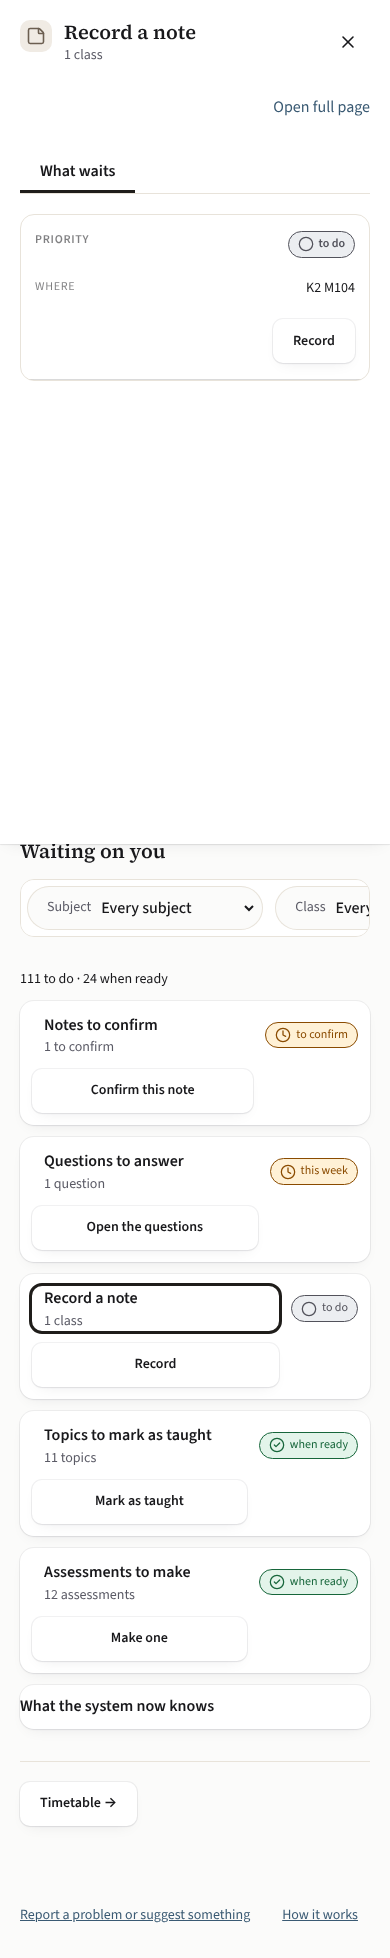 Record a note
1 class
Open full page
What waits
PRIORITY
to do
WHERE
K2 M104
Record
Waiting on you
Subject Every subject
Class Every
111 to do · 24 when ready
Notes to confirm
1 to confirm
to confirm
Confirm this note
Questions to answer
1 question
this week
Open the questions
Record a note
1 class
to do
Record
Topics to mark as taught
11 topics
when ready
Mark as taught
Assessments to make
12 assessments
when ready
Make one
What the system now knows
Timetable →
Report a problem or suggest something
How it works